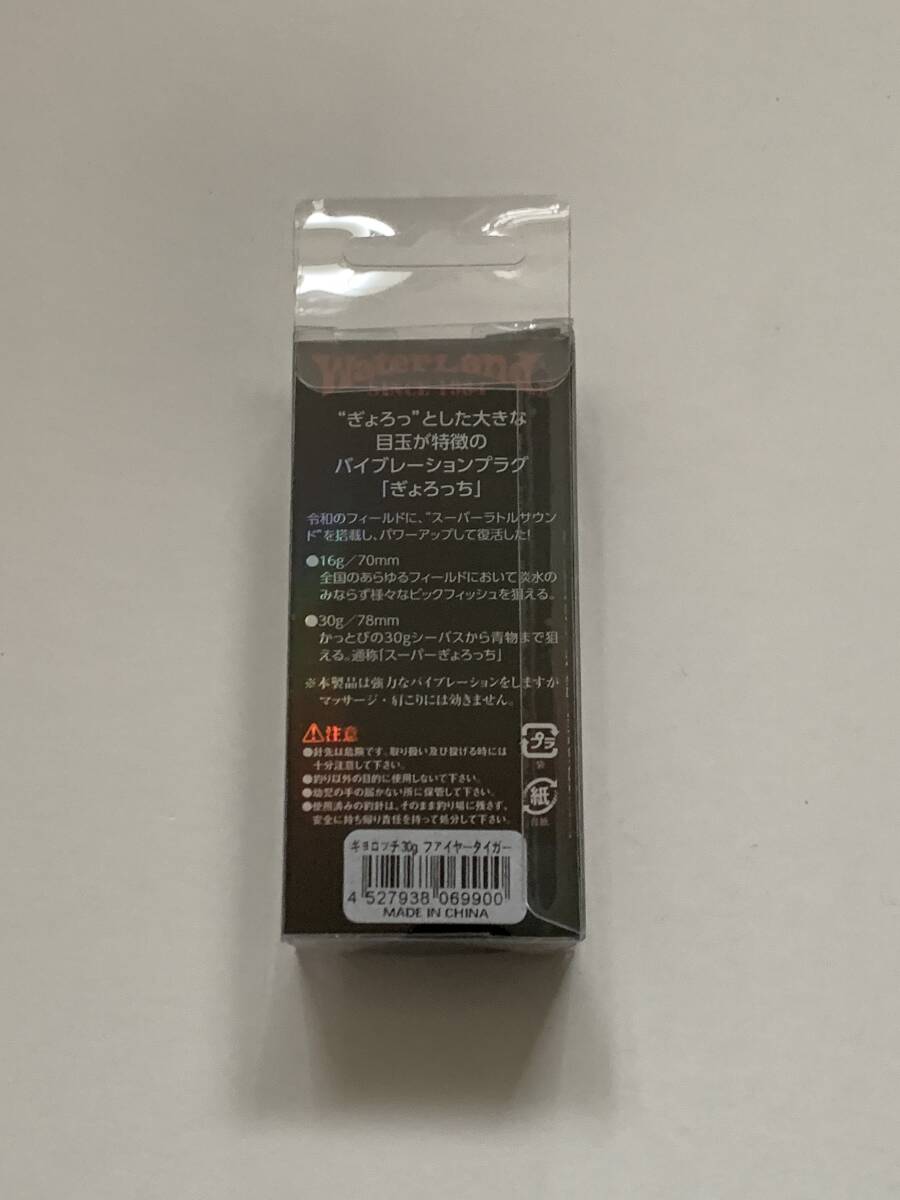 WaterLand
SINCE 1984
“ぎょろっ”とした大きな
目玉が特徴の
バイブレーションプラグ
「ぎょろっち」
令和のフィールドに、“スーパーラトルサウン
ド”を搭載し、パワーアップして復活した!
●16g/70mm
全国のあらゆるフィールドにおいて淡水の
みならず様々なビックフィッシュを狙える。
●30g/78mm
かっとびの30gシーバスから青物まで狙
える。通称「スーパーぎょろっち」
※本製品は強力なバイブレーションをしますが
マッサージ・肩こりには効きません。
⚠注意
●針先は危険です、取り扱い及び投げる時には
十分注意して下さい。
●釣り以外の目的に使用しないで下さい。
●幼児の手の届かない所に保管して下さい。
●使用済みの釣針は、そのまま釣り場に残さず、
安全に持ち帰り責任を持って処分して下さい。
プラ
袋
紙
台紙
ギョロッチ30g ファイヤータイガー
4 527938 069900
MADE IN CHINA